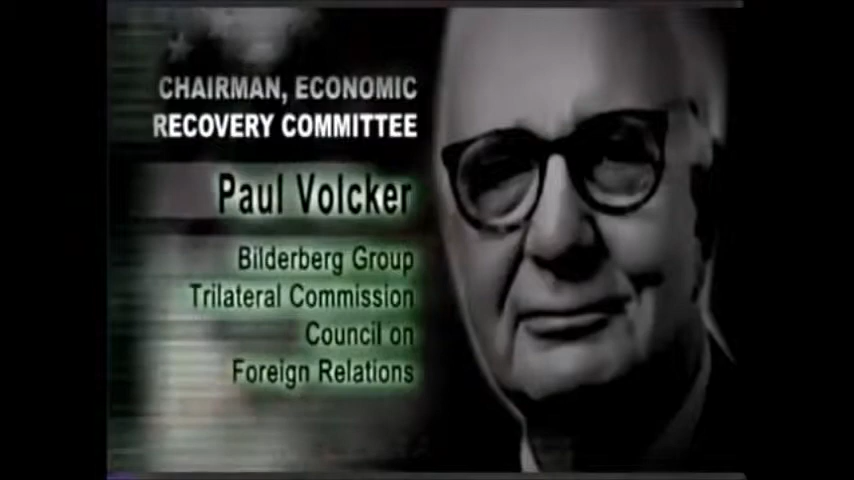 CHAIRMAN, ECONOMIC
RECOVERY COMMITTEE
Paul Volcker
Bilderberg Group
Trilateral Commission
Council on
Foreign Relations